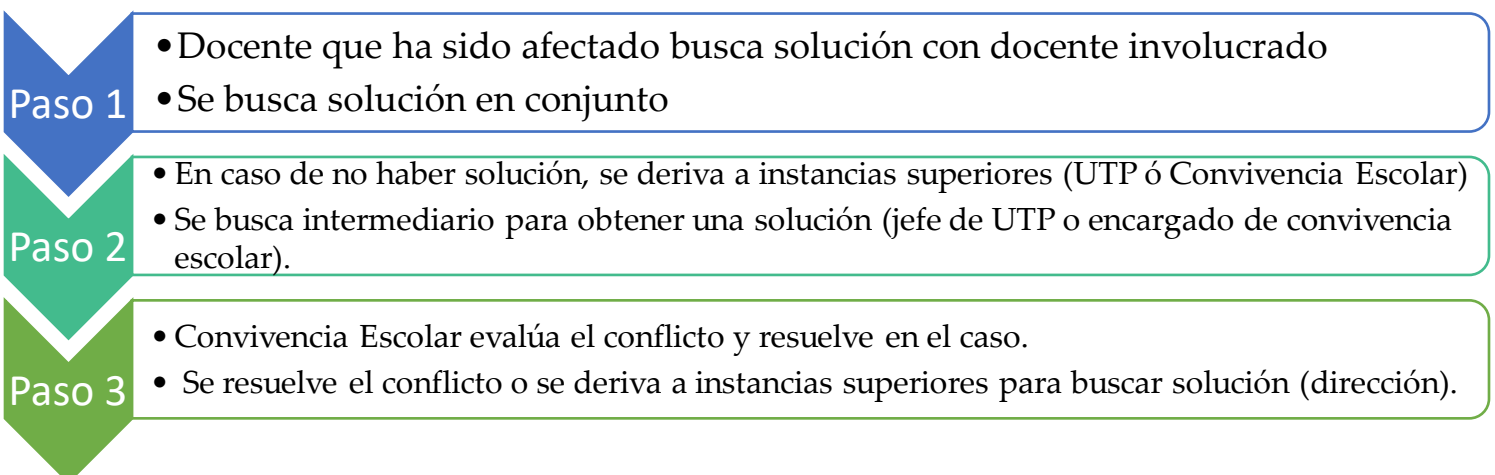 Paso 1
•Docente que ha sido afectado busca solución con docente involucrado
•Se busca solución en conjunto
Paso 2
•En caso de no haber solución, se deriva a instancias superiores (UTP ó Convivencia Escolar)
•Se busca intermediario para obtener una solución (jefe de UTP o encargado de convivencia
escolar).
Paso 3
•Convivencia Escolar evalúa el conflicto y resuelve en el caso.
• Se resuelve el conflicto o se deriva a instancias superiores para buscar solución (dirección).